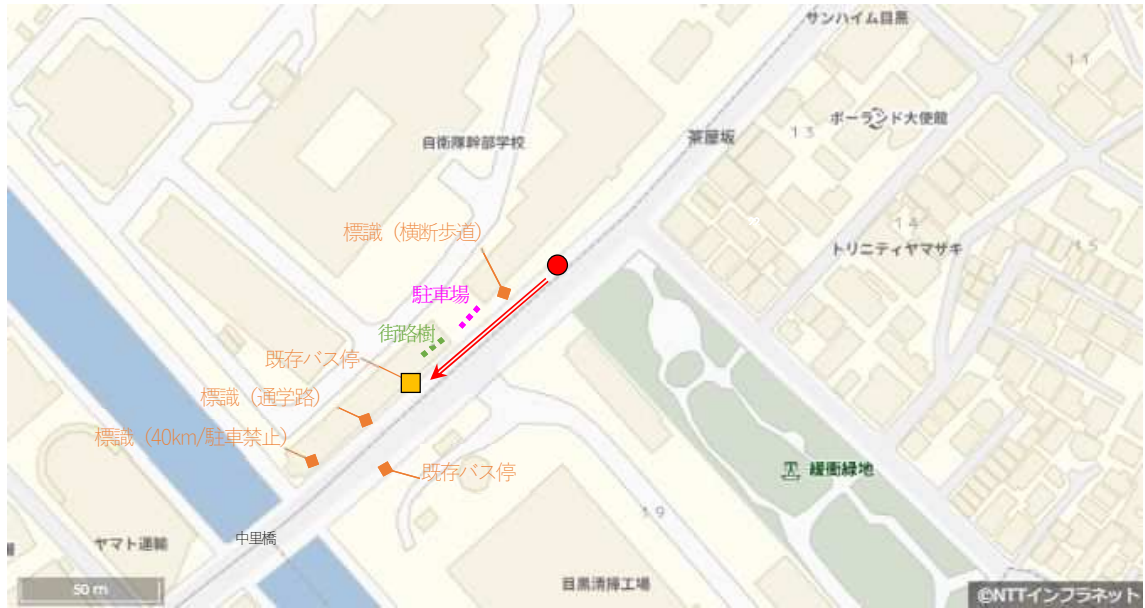 サンハイム目黒
11
ポーランド大使館
13
茶屋坂
自衛隊幹部学校
14
標識（横断歩道）
トリニティヤマザキ
15
駐車場
街路樹
既存バス停
標識（通学路）
標識（40km/駐車禁止）
既存バス停
緩衝緑地
19
中里橋
ヤマト運輸
目黒清掃工場
50 m
©NTTインフラネット